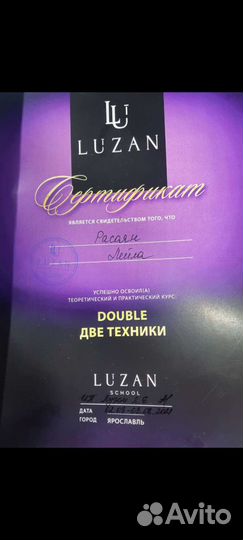 LU
LUZAN
Сертификат
ЯВЛЯЕТСЯ СВИДЕТЕЛЬСТВОМ ТОГО, ЧТО
Расаян
Лейла
УСПЕШНО ОСВОИЛ(А)
ТЕОРЕТИЧЕСКИЙ И ПРАКТИЧЕСКИЙ КУРС:
DOUBLE
ДВЕ ТЕХНИКИ
LUZAN
SCHOOL
ДАТА
ГОРОД ЯРОСЛАВЛЬ
Avito